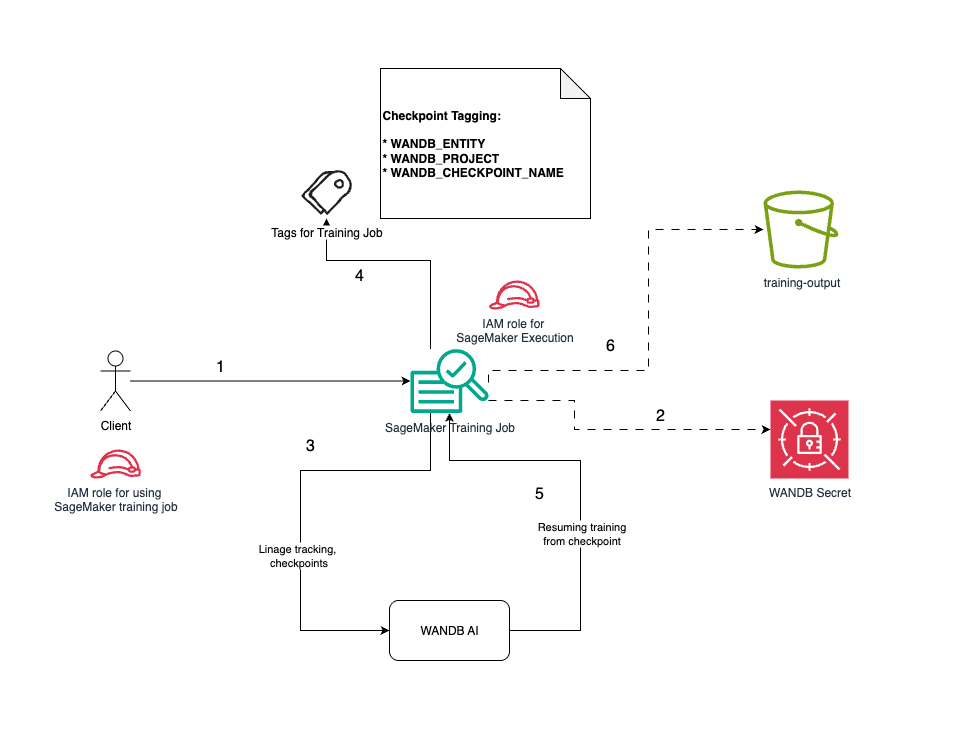 Checkpoint Tagging:
* WANDB_ENTITY
* WANDB_PROJECT
* WANDB_CHECKPOINT_NAME
Tags for Training Job
4
training-output
IAM role for
SageMaker Execution
6
1
Client
SageMaker Training Job
2
3
WANDB Secret
IAM role for using
SageMaker training job
5
Resuming training
from checkpoint
Linage tracking,
checkpoints
WANDB AI